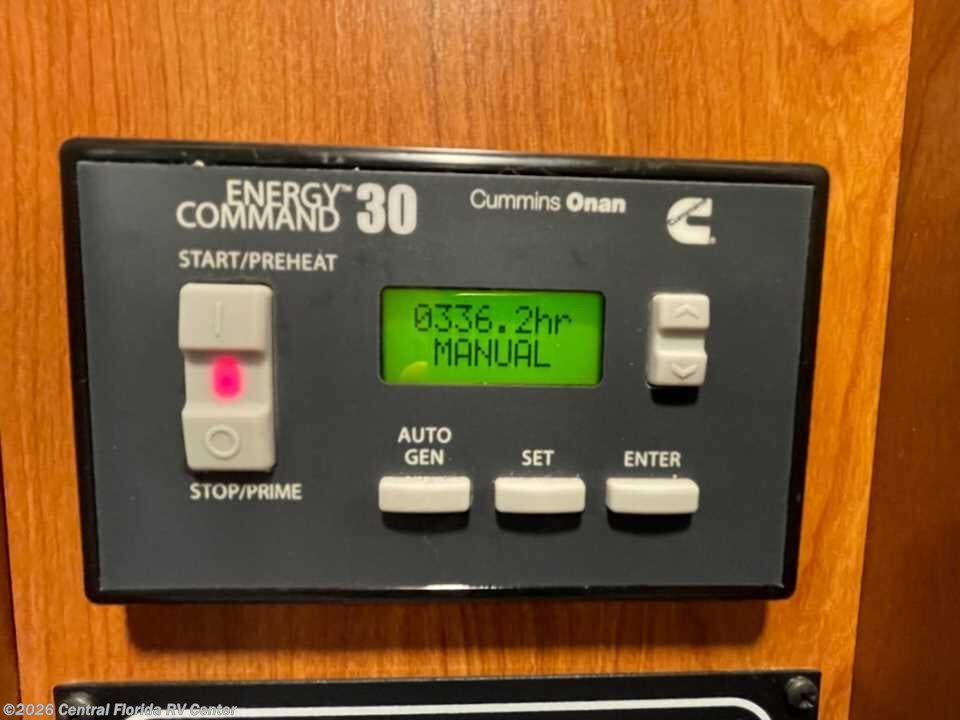 ENERGY™
COMMAND 30
Cummins Onan
START/PREHEAT
0336.2hr
MANUAL
AUTO
GEN
SET
ENTER
STOP/PRIME
©2026 Central Florida RV Center